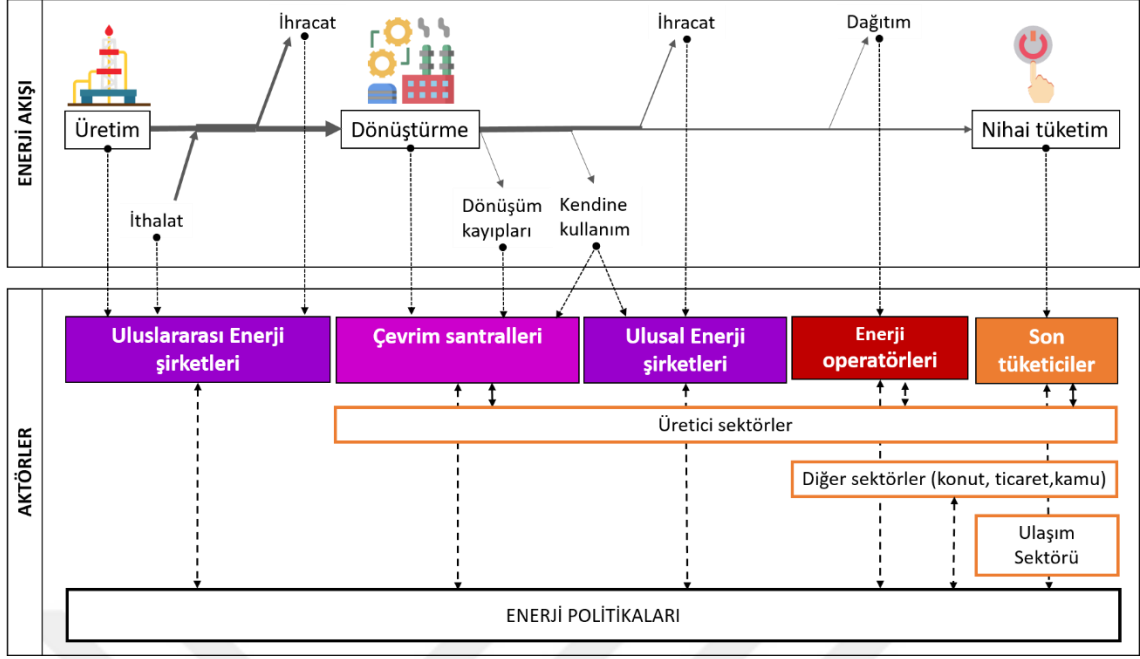 ENERJİ AKIŞI
İhracat
İhracat
Dağıtım
Üretim
Dönüştürme
Nihai tüketim
İthalat
Dönüşüm
kayıpları
Kendine
kullanım
AKTÖRLER
Uluslararası Enerji
şirketleri
Çevrim santralleri
Ulusal Enerji
şirketleri
Enerji
operatörleri
Son
tüketiciler
Üretici sektörler
Diğer sektörler (konut, ticaret,kamu)
Ulaşım
Sektörü
ENERJİ POLİTİKALARI